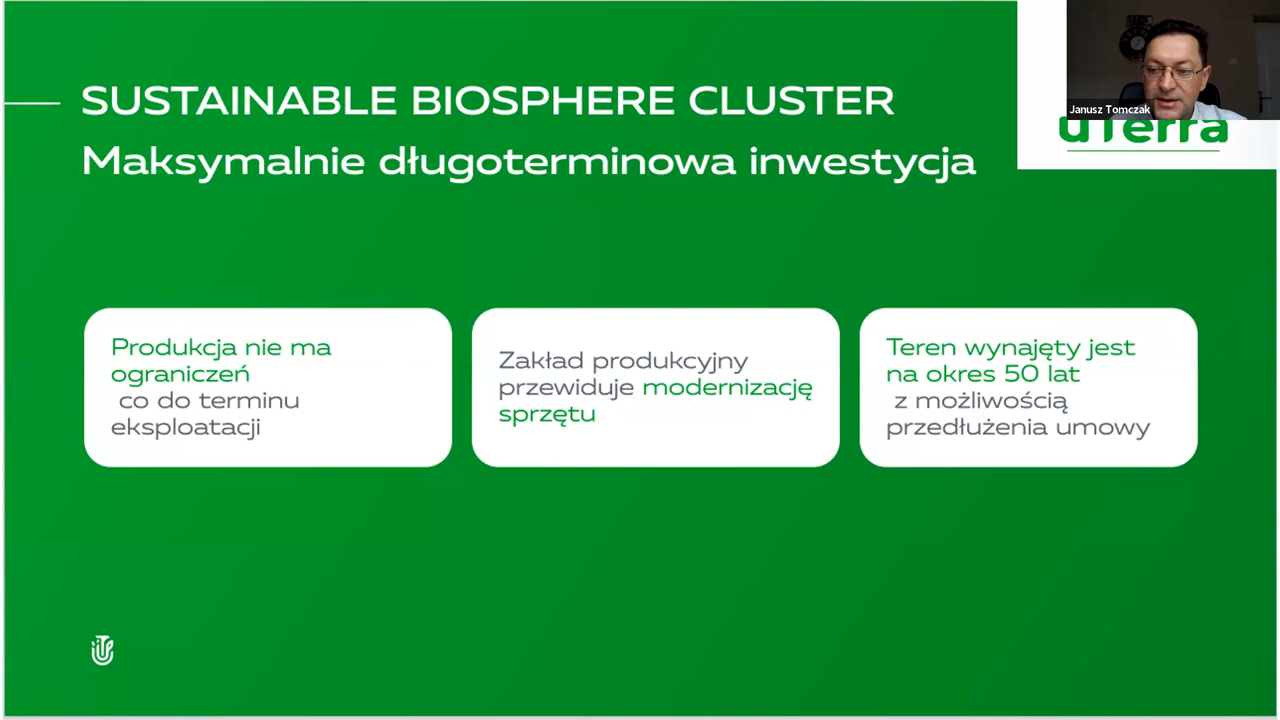 SUSTAINABLE BIOSPHERE CLUSTER
Maksymalnie długoterminowa inwestycja
Janusz Tomczak
uTerra
Produkcja nie ma
ograniczeń
co do terminu
eksploatacji
Zakład produkcyjny
przewiduje modernizację
sprzętu
Teren wynajęty jest
na okres 50 lat
z możliwością
przedłużenia umowy